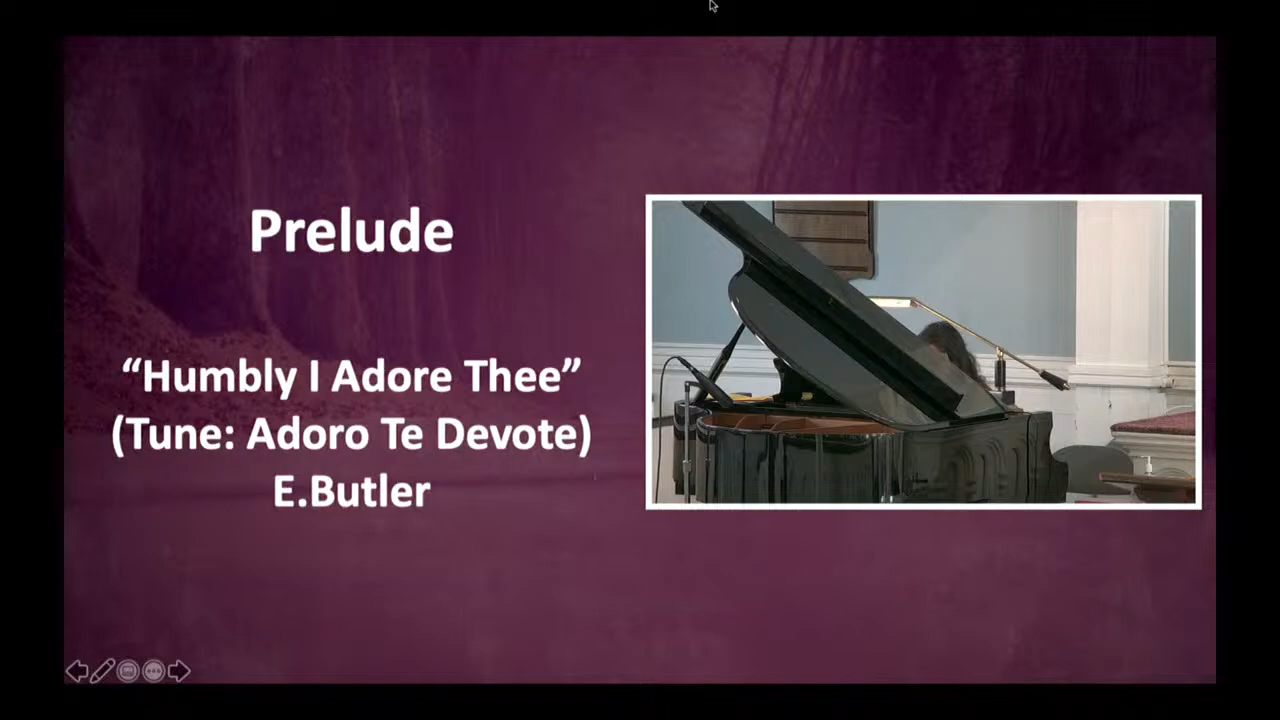 Prelude
“Humbly I Adore Thee”
(Tune: Adoro Te Devote)
E.Butler